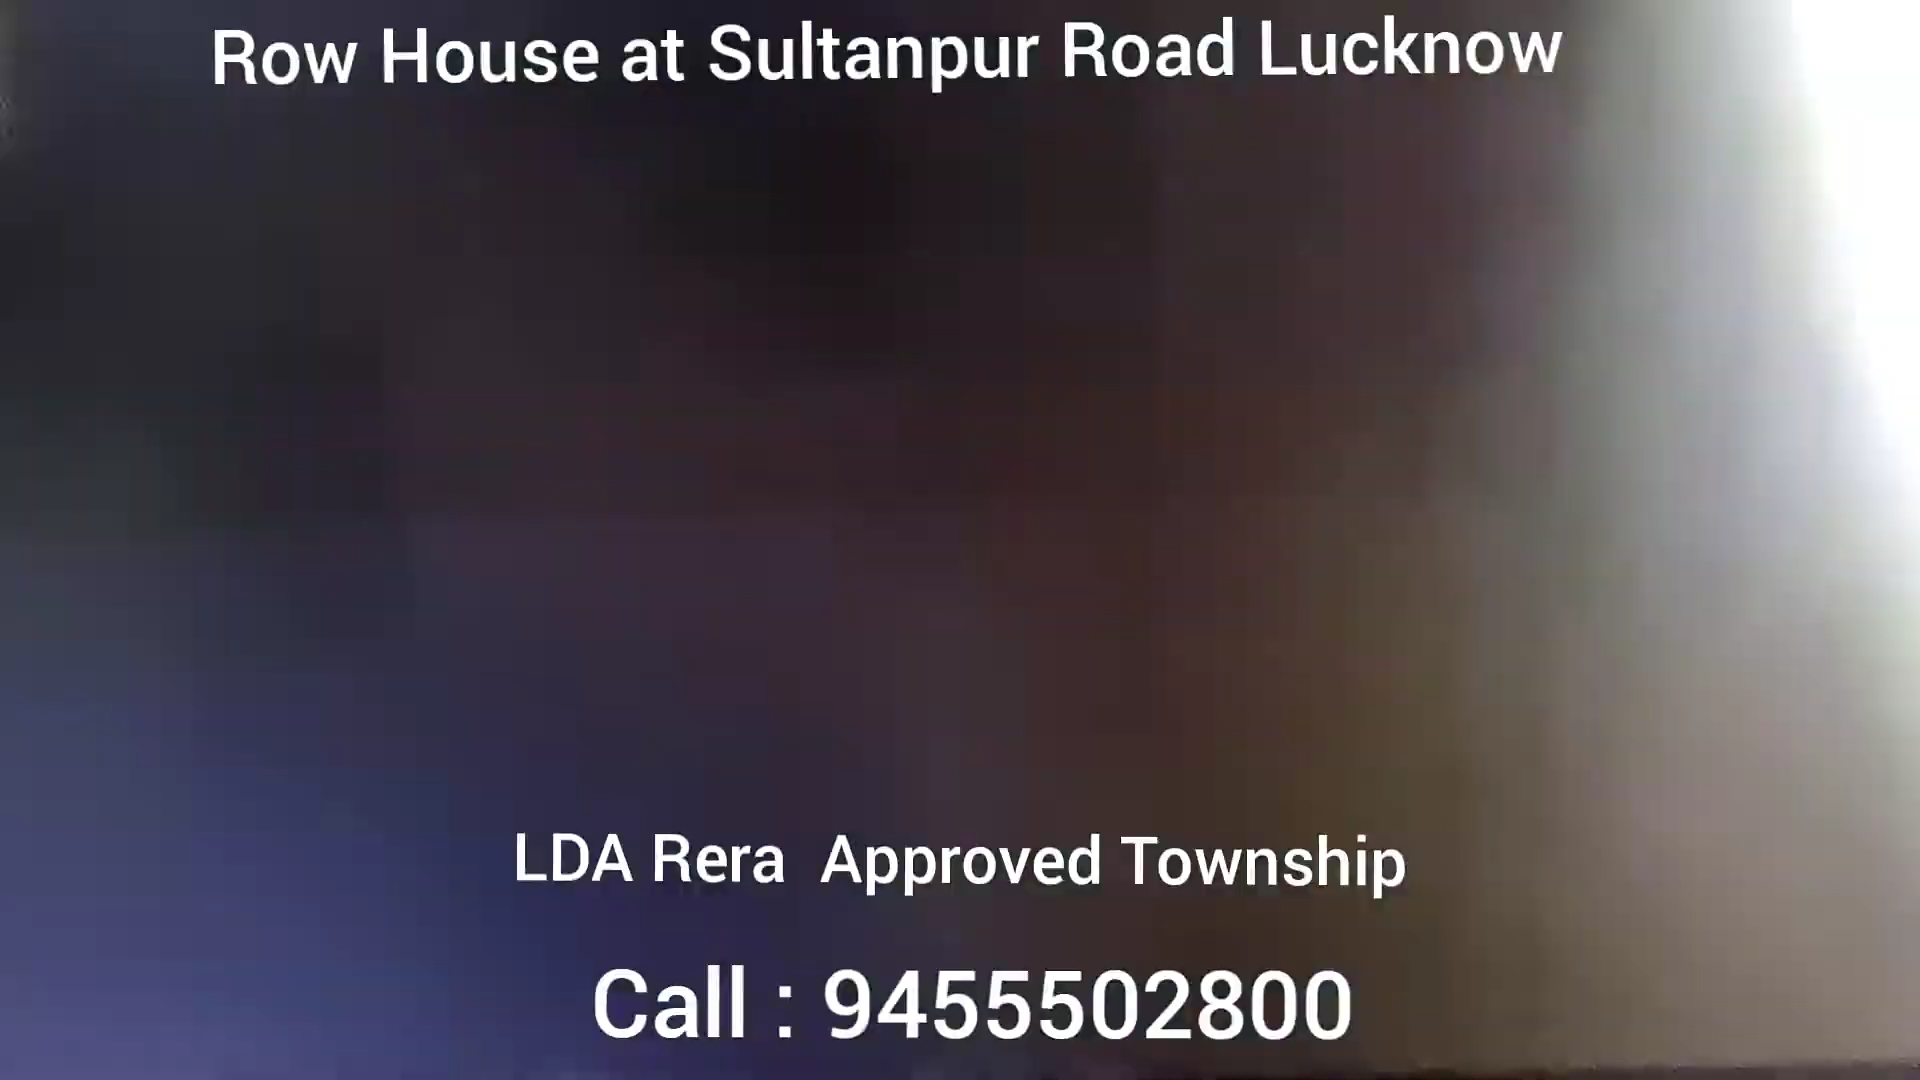 Row House at Sultanpur Road Lucknow
LDA Rera Approved Township
Call : 9455502800